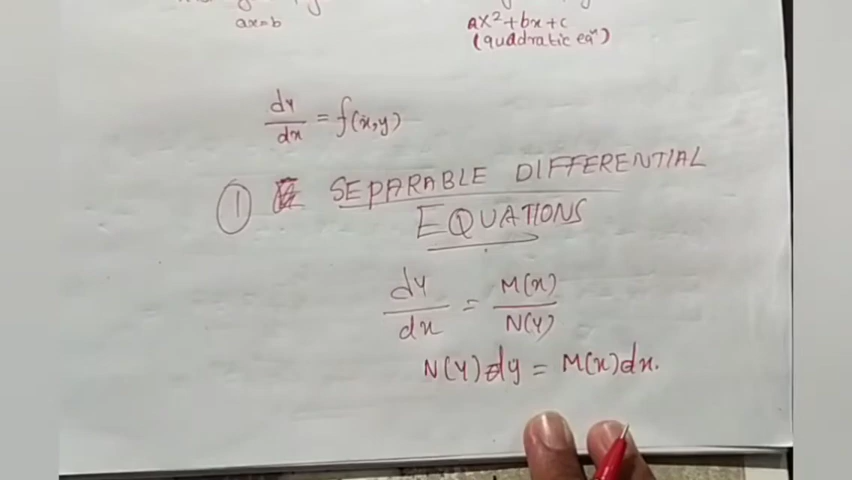 ax=b
ax²+bx+c
(quadratic eqⁿ)
dy/dx = f(x,y)
① SEPARABLE DIFFERENTIAL
EQUATIONS
dy/dx = M(x)/N(y)
N(y) dy = M(x)dx.